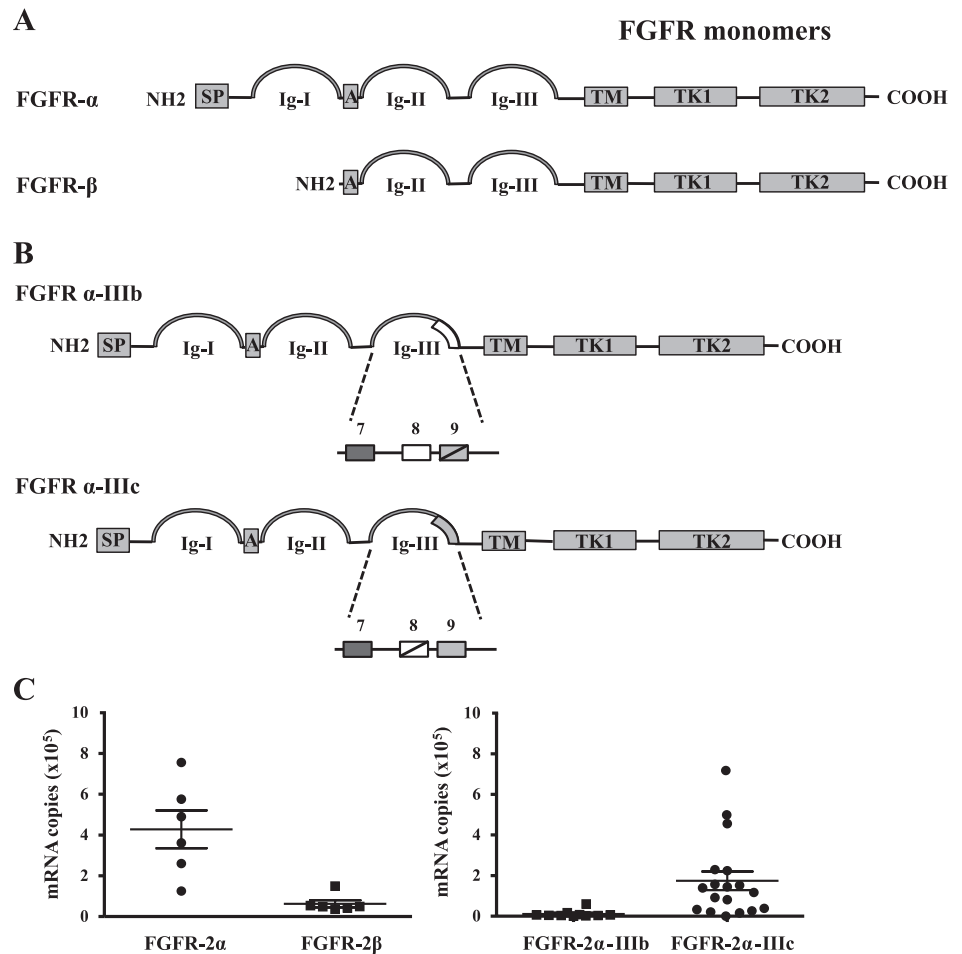 A
FGFR monomers
FGFR-α NH2 SP Ig-I A Ig-II Ig-III TM TK1 TK2 COOH
FGFR-β NH2 A Ig-II Ig-III TM TK1 TK2 COOH
B
FGFR α-IIIb
NH2 SP Ig-I A Ig-II Ig-III TM TK1 TK2 COOH
7 8 9
FGFR α-IIIc
NH2 SP Ig-I A Ig-II Ig-III TM TK1 TK2 COOH
7 8 9
C
mRNA copies (x10⁵)
10
8
6
4
2
0
FGFR-2α FGFR-2β
mRNA copies (x10⁵)
10
8
6
4
2
0
FGFR-2α-IIIb FGFR-2α-IIIc